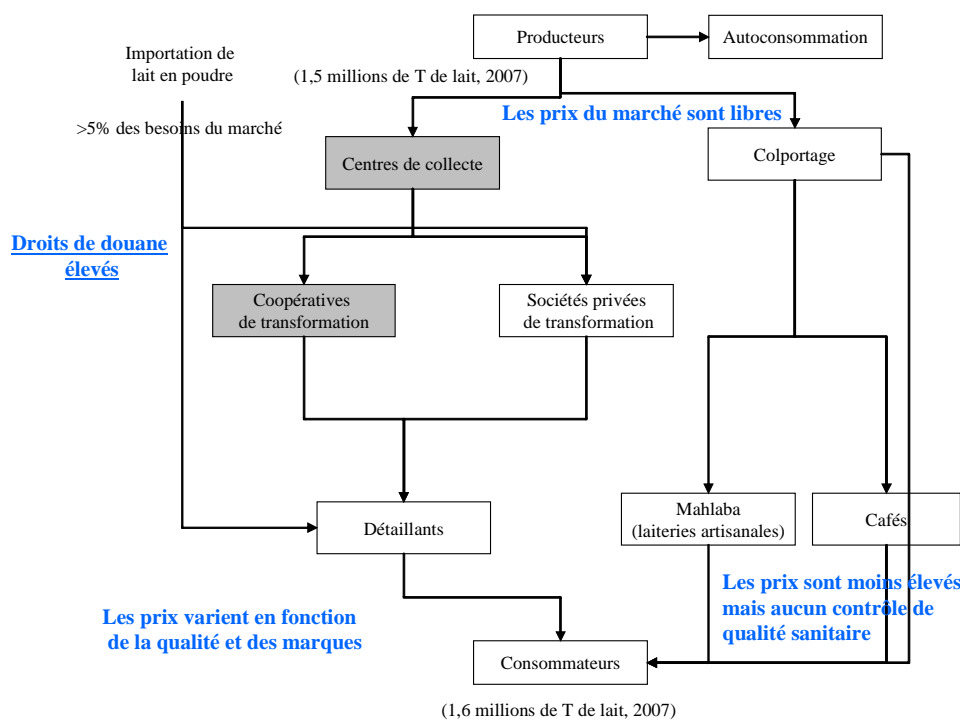 Producteurs
Autoconsommation
Importation de
lait en poudre
(1,5 millions de T de lait, 2007)
Les prix du marché sont libres
>5% des besoins du marché
Centres de collecte
Colportage
Droits de douane
élevés
Coopératives
de transformation
Sociétés privées
de transformation
Mahlaba
(laiteries artisanales)
Cafés
Détaillants
Les prix sont moins élevés
mais aucun contrôle de
qualité sanitaire
Les prix varient en fonction
de la qualité et des marques
Consommateurs
(1,6 millions de T de lait, 2007)